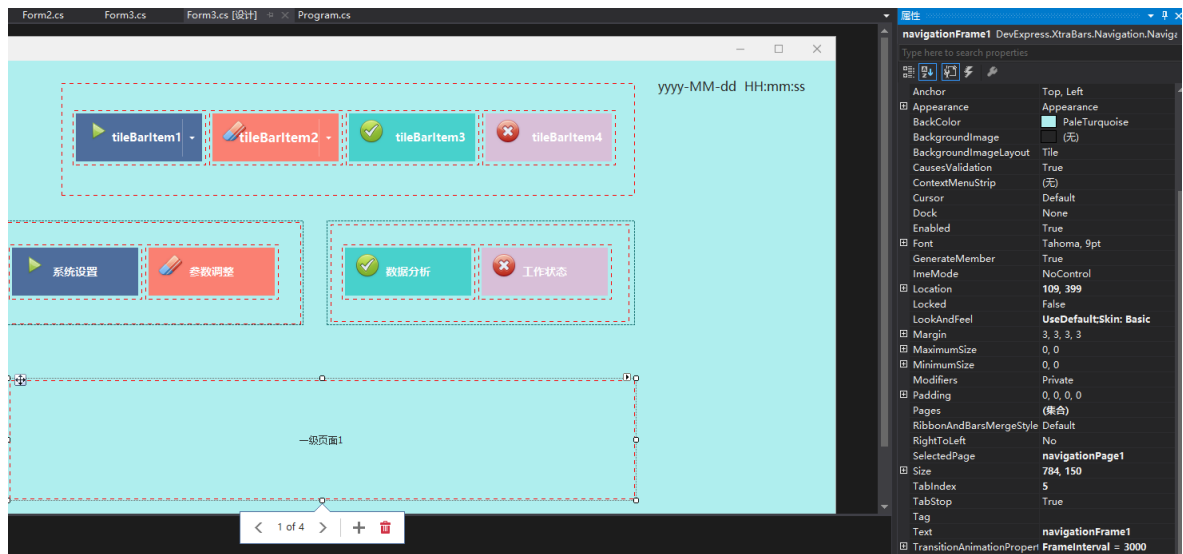 Form2.cs Form3.cs Form3.cs [设计] Program.cs
属性
navigationFrame1 DevExpress.XtraBars.Navigation.Naviga
Type here to search properties
yyyy-MM-dd HH:mm:ss
tileBarItem1 tileBarItem2 tileBarItem3 tileBarItem4
系统设置 参数调整 数据分析 工作状态
一级页面1
1 of 4
Anchor Top, Left
Appearance Appearance
BackColor PaleTurquoise
BackgroundImage (无)
BackgroundImageLayout Tile
CausesValidation True
ContextMenuStrip (无)
Cursor Default
Dock None
Enabled True
Font Tahoma, 9pt
GenerateMember True
ImeMode NoControl
Location 109, 399
Locked False
LookAndFeel UseDefault;Skin: Basic
Margin 3, 3, 3, 3
MaximumSize 0, 0
MinimumSize 0, 0
Modifiers Private
Padding 0, 0, 0, 0
Pages (集合)
RibbonAndBarsMergeStyle Default
RightToLeft No
SelectedPage navigationPage1
Size 784, 150
TabIndex 5
TabStop True
Tag
Text navigationFrame1
TransitionAnimationPropert FrameInterval = 3000